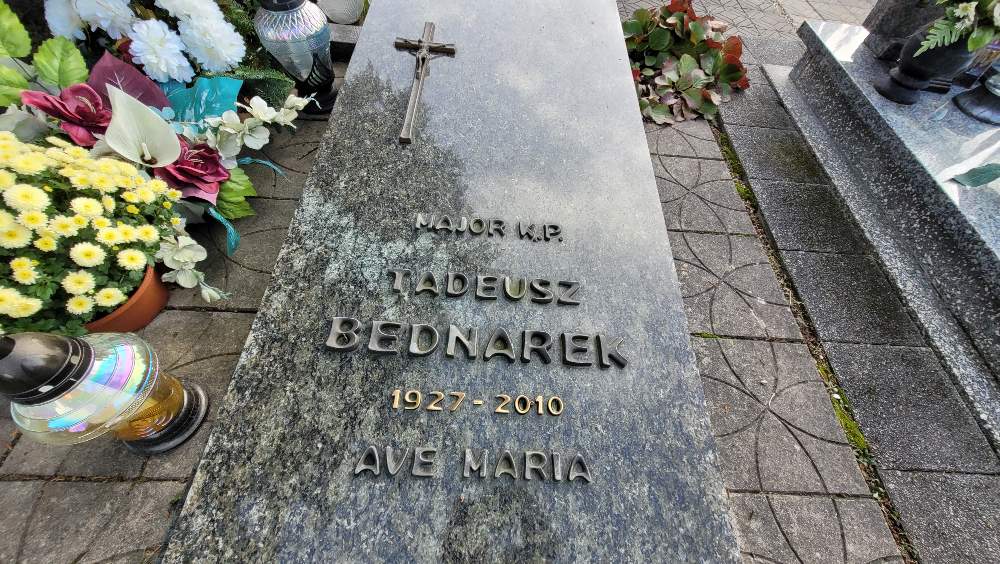 MAJOR K.P.
TADEUSZ
BEDNAREK
1927-2010
AVE MARIA